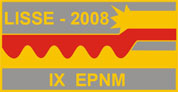 LISSE - 2008
IX EPNM